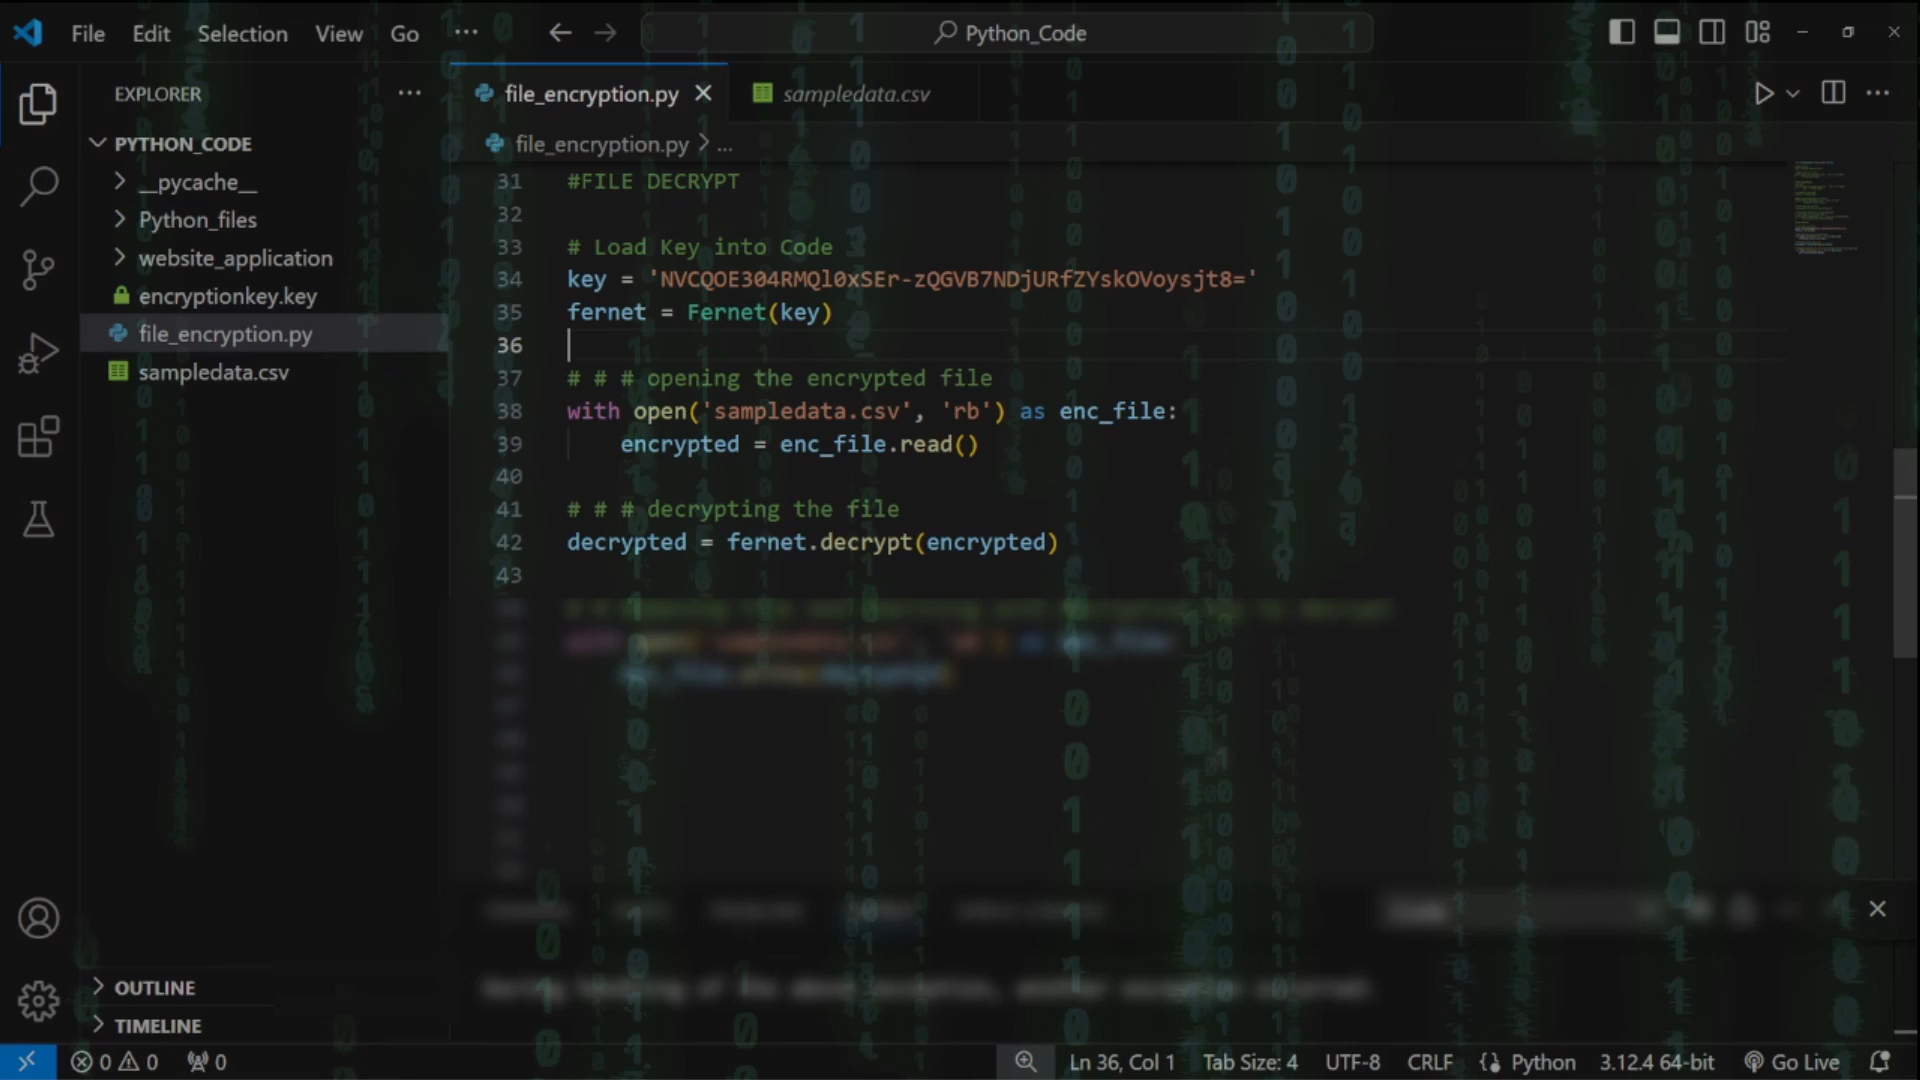 File Edit Selection View Go ··· Python_Code
EXPLORER ···
PYTHON_CODE
__pycache__
Python_files
website_application
encryptionkey.key
file_encryption.py
sampledata.csv
OUTLINE
TIMELINE
file_encryption.py sampledata.csv
file_encryption.py > ...
31 #FILE DECRYPT
32
33 # Load Key into Code
34 key = 'NVCQOE304RMQl0xSEr-zQGVB7NDjURfZYskOVoysjt8='
35 fernet = Fernet(key)
36
37 # # # opening the encrypted file
38 with open('sampledata.csv', 'rb') as enc_file:
39 encrypted = enc_file.read()
40
41 # # # decrypting the file
42 decrypted = fernet.decrypt(encrypted)
43
0 0 0 Ln 36, Col 1 Tab Size: 4 UTF-8 CRLF {} Python 3.12.4 64-bit Go Live